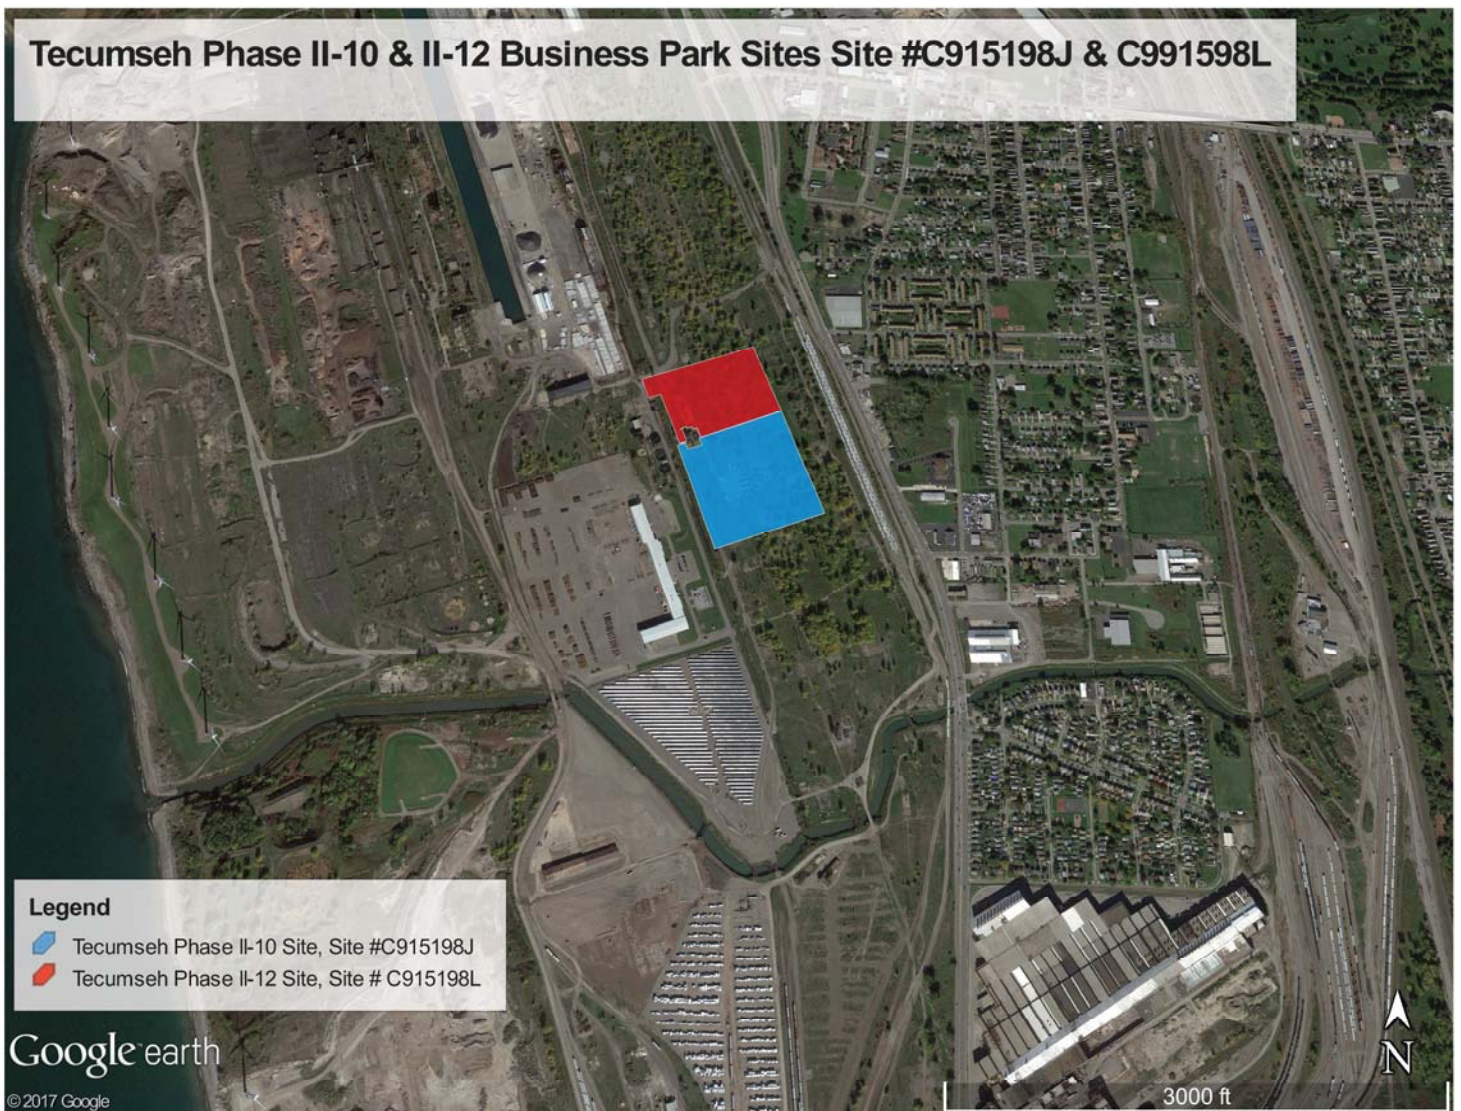 Tecumseh Phase II-10 & II-12 Business Park Sites Site #C915198J & C991598L
Legend
Tecumseh Phase II-10 Site, Site #C915198J
Tecumseh Phase II-12 Site, Site # C915198L
Google earth
© 2017 Google
N
3000 ft